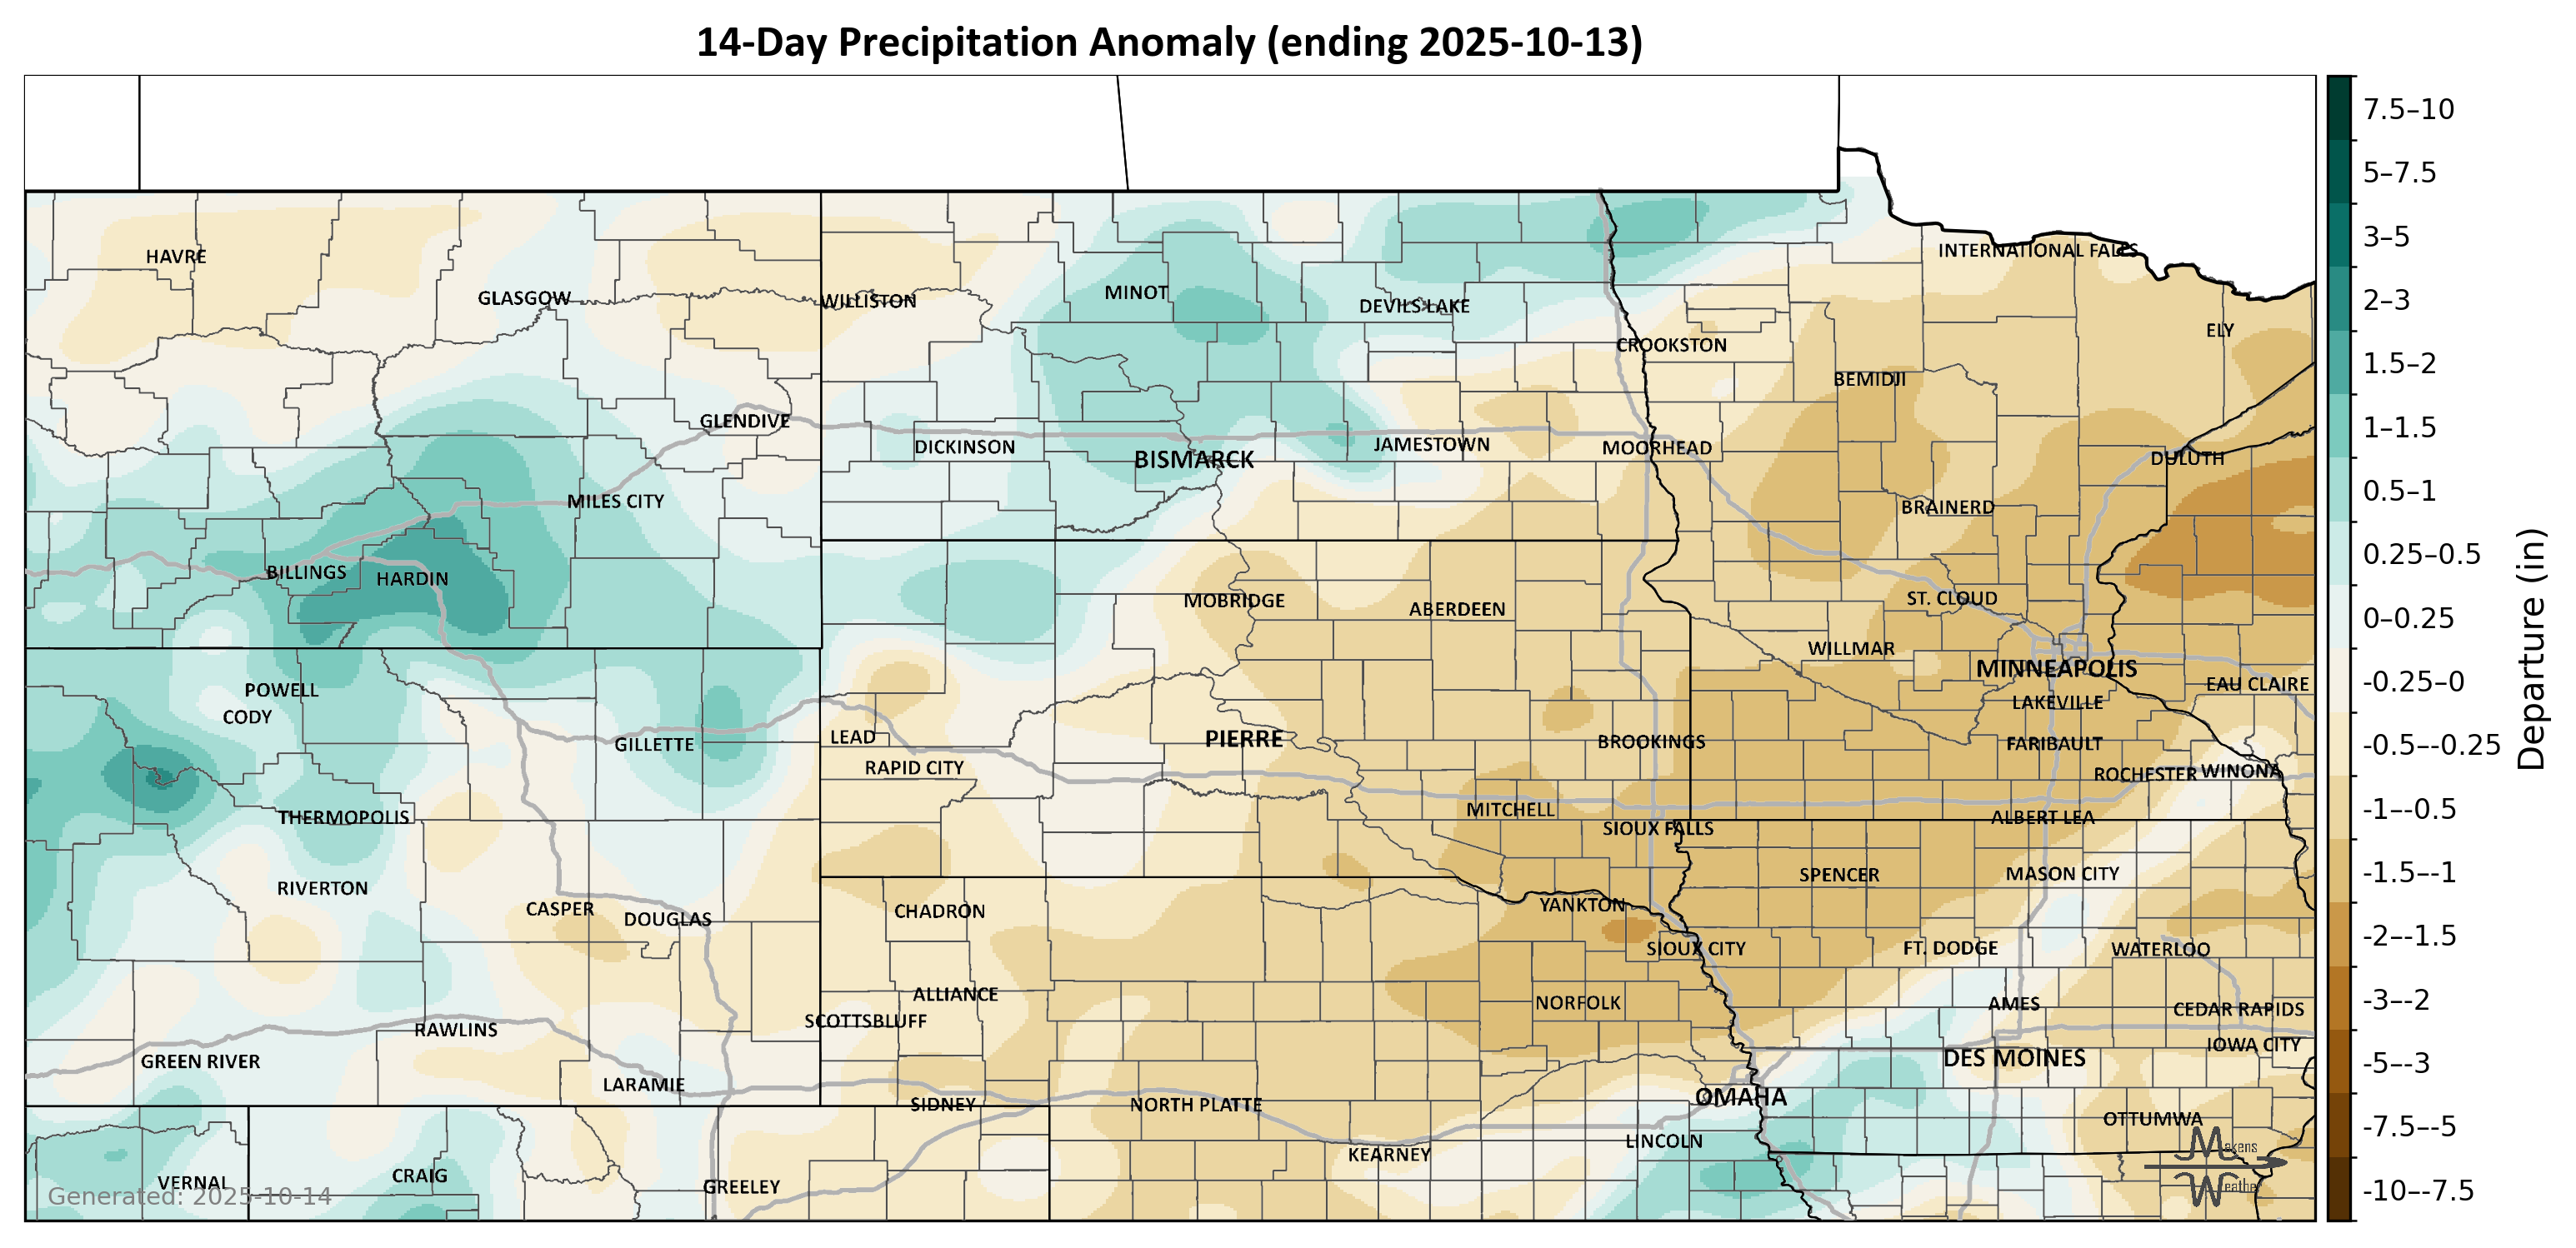 14-Day Precipitation Anomaly (ending 2025-10-13)
HAVRE
GLASGOW
WILLISTON
MINOT
DEVILS LAKE
CROOKSTON
INTERNATIONAL FALLS
ELY
BEMIDJI
GLENDIVE
DICKINSON
BISMARCK
JAMESTOWN
MOORHEAD
DULUTH
MILES CITY
BRAINERD
BILLINGS
HARDIN
MOBRIDGE
ABERDEEN
ST. CLOUD
WILLMAR
MINNEAPOLIS
EAU CLAIRE
POWELL
CODY
LAKEVILLE
GILLETTE
LEAD
PIERRE
BROOKINGS
FARIBAULT
RAPID CITY
ROCHESTER
WINONA
THERMOPOLIS
MITCHELL
SIOUX FALLS
ALBERT LEA
RIVERTON
SPENCER
MASON CITY
CASPER
DOUGLAS
CHADRON
YANKTON
SIOUX CITY
FT. DODGE
WATERLOO
ALLIANCE
NORFOLK
AMES
CEDAR RAPIDS
SCOTTSBLUFF
RAWLINS
GREEN RIVER
DES MOINES
IOWA CITY
LARAMIE
SIDNEY
NORTH PLATTE
OMAHA
OTTUMWA
LINCOLN
KEARNEY
VERNAL
CRAIG
GREELEY
Generated: 2025-10-14
Makens
Weather
7.5–10
5–7.5
3–5
2–3
1.5–2
1–1.5
0.5–1
0.25–0.5
0–0.25
-0.25–0
-0.5–-0.25
-1–-0.5
-1.5–-1
-2–-1.5
-3–-2
-5–-3
-7.5–-5
-10–-7.5
Departure (in)